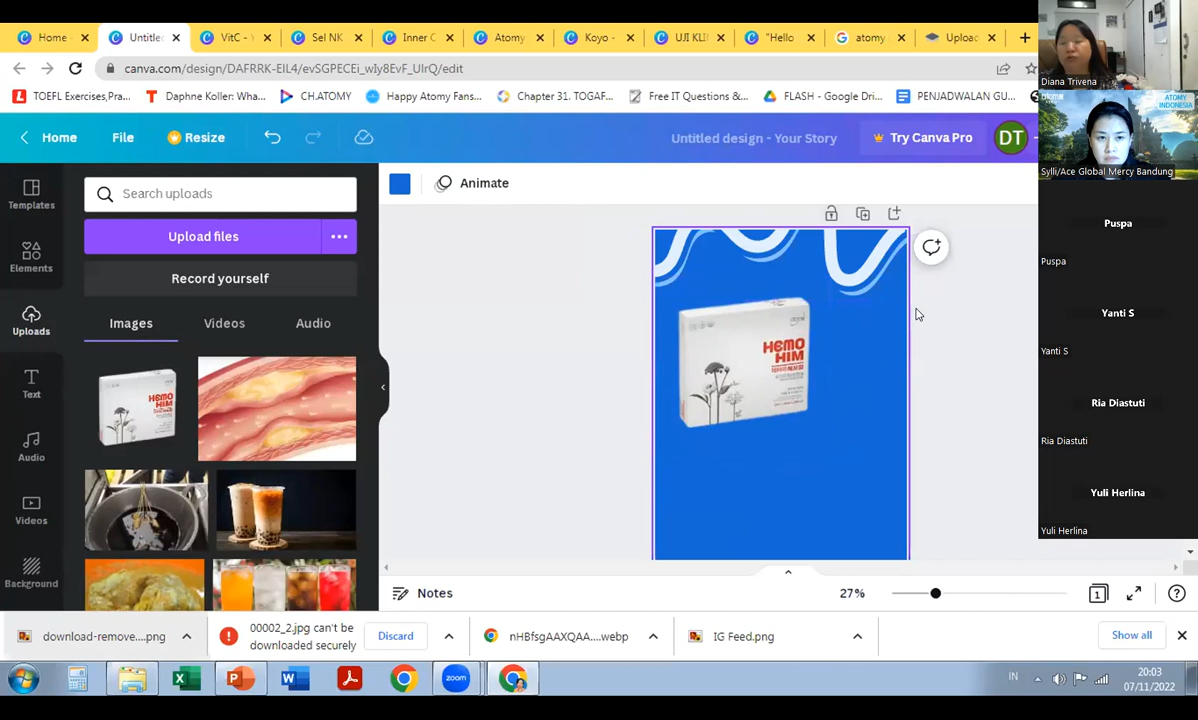 Home -
Untitle
VitC - Y
Sel NK
Inner C
Atomy
Koyo -
UJI KLI
"Hello
atomy
Upload
canva.com/design/DAFRRK-EIL4/evSGPECEi_wIy8EvF_UlrQ/edit
TOEFL Exercises,Pra...
Daphne Koller: Wha...
CH.ATOMY
Happy Atomy Fans...
Chapter 31. TOGAF...
Free IT Questions &...
FLASH - Google Dri...
PENJADWALAN GU...
Home
File
Resize
Untitled design - Your Story
Try Canva Pro
DT
Templates
Elements
Uploads
Text
Audio
Videos
Background
Search uploads
Upload files
Record yourself
Images
Videos
Audio
Animate
HEMO
HIM
Notes
27%
1
download-remove....png
00002_2.jpg can't be
downloaded securely
Discard
nHBfsgAAXQAA....webp
IG Feed.png
Show all
zoom
IN
20:03
07/11/2022
Diana Trivena
ATOMY
INDONESIA
Sylli/Ace Global Mercy Bandung
Puspa
Puspa
Yanti S
Yanti S
Ria Diastuti
Ria Diastuti
Yuli Herlina
Yuli Herlina